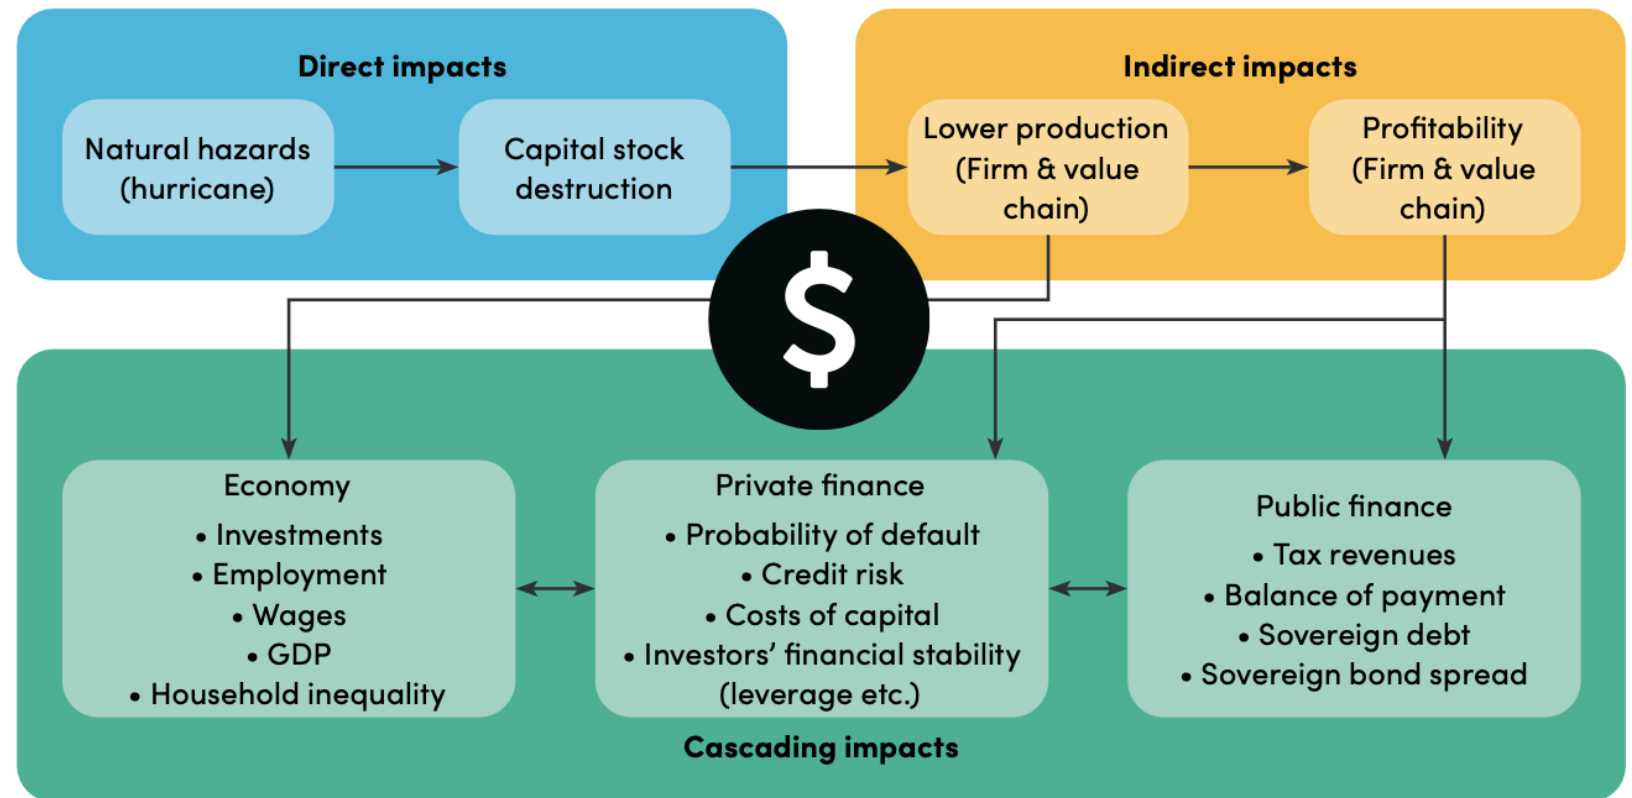 Direct impacts
Natural hazards
(hurricane)
Capital stock
destruction
Indirect impacts
Lower production
(Firm & value
chain)
Profitability
(Firm & value
chain)
$
Economy
• Investments
• Employment
• Wages
• GDP
• Household inequality
Private finance
• Probability of default
• Credit risk
• Costs of capital
• Investors’ financial stability
(leverage etc.)
Public finance
• Tax revenues
• Balance of payment
• Sovereign debt
• Sovereign bond spread
Cascading impacts